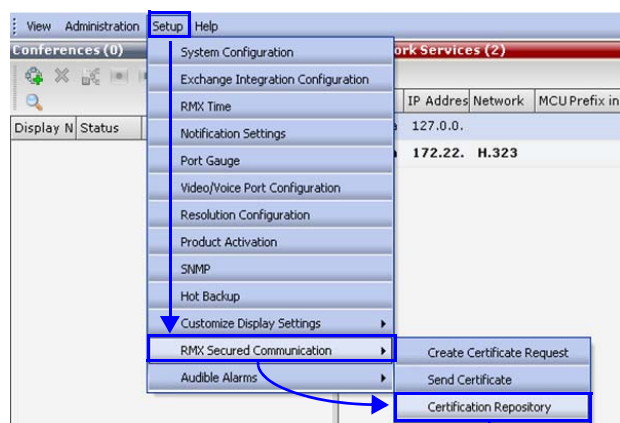 View Administration Setup Help
Conferences (0)
ork Services (2)
IP Addres Network MCU Prefix in
Display N Status
127.0.0.
172.22. H.323
System Configuration
Exchange Integration Configuration
RMX Time
Notification Settings
Port Gauge
Video/Voice Port Configuration
Resolution Configuration
Product Activation
SNMP
Hot Backup
Customize Display Settings
RMX Secured Communication
Audible Alarms
Create Certificate Request
Send Certificate
Certification Repository